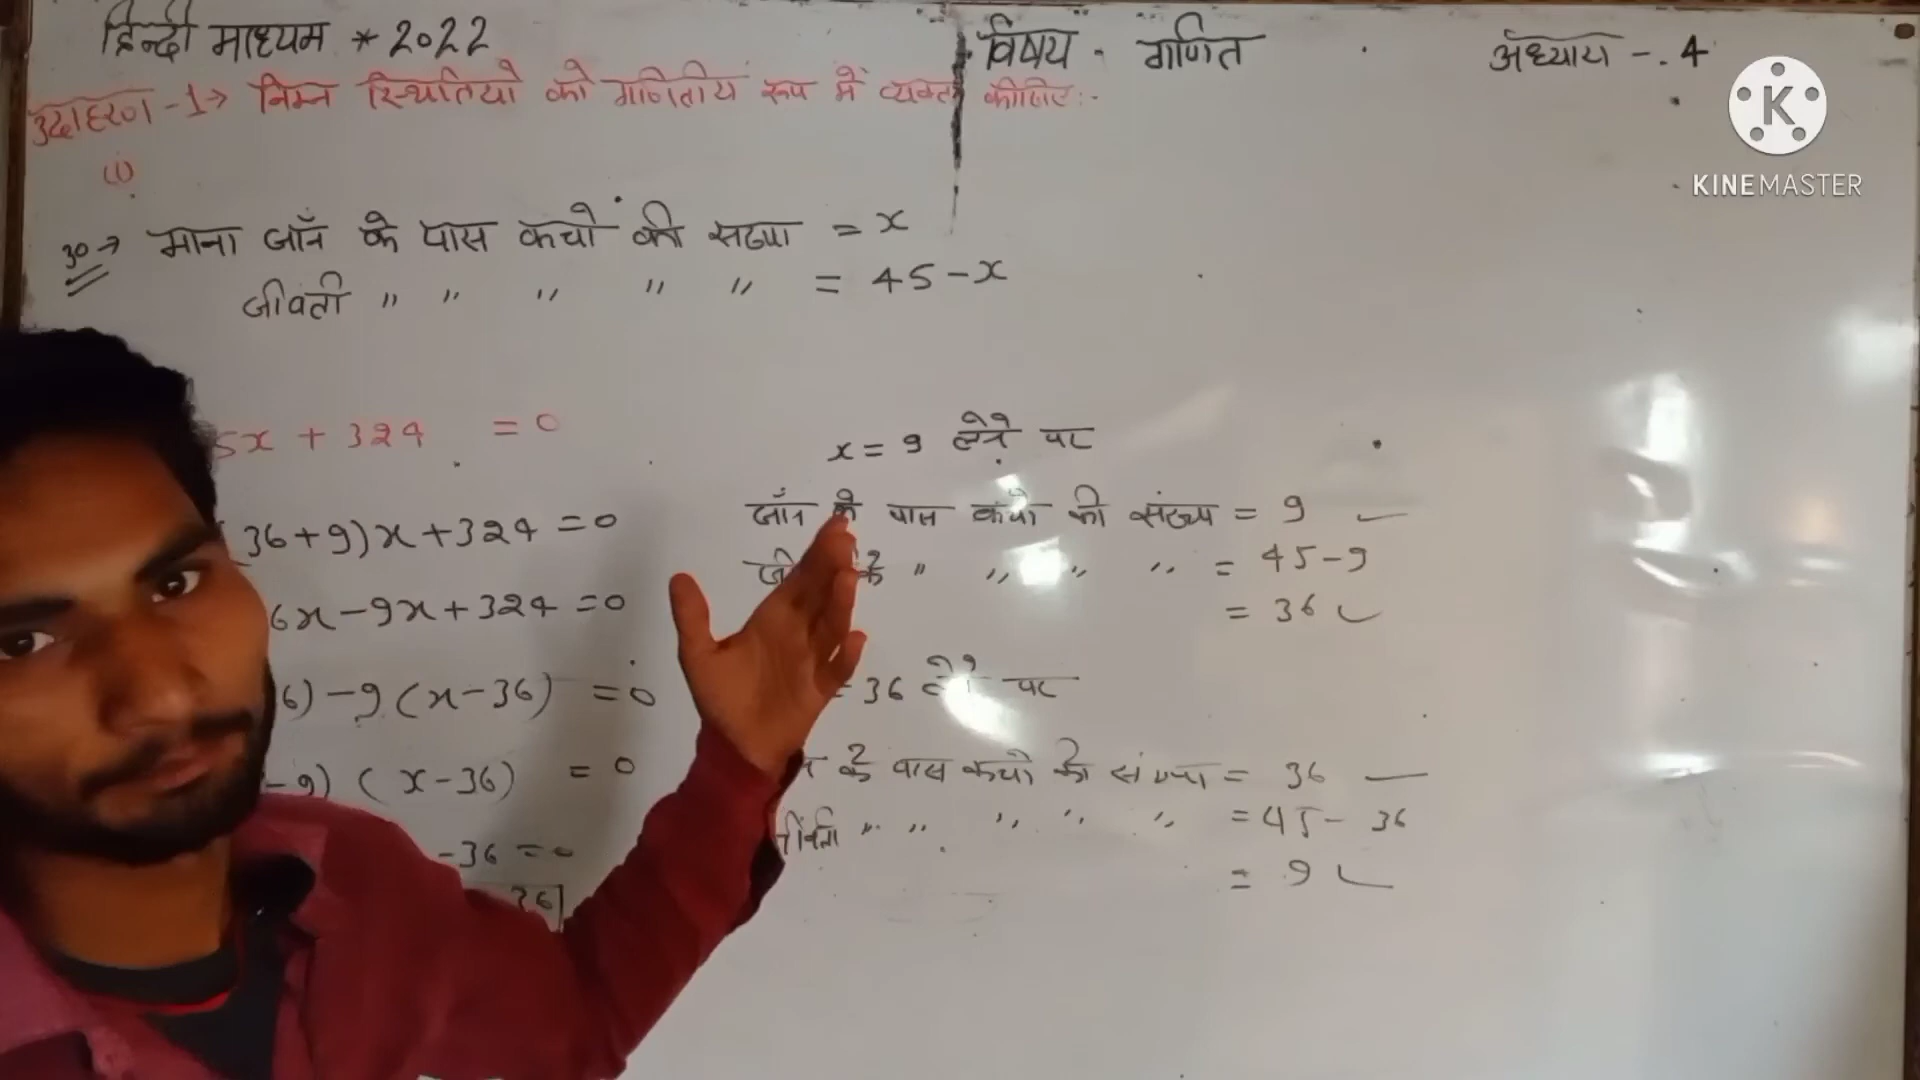 हिन्दी माध्यम * 2022
विषय - गणित
अध्याय - 4
उदाहरण -1→ निम्न स्थितियो को गणितीय रूप में व्यक्त कीजिए:-
(i)
उ०→ माना जॉन के पास कंचो की संख्या = x
जीवंती " " " " " = 45-x
5x + 324 = 0
(36+9)x+324=0
6x-9x+324=0
6)-9(x-36) =0
-9) (x-36) = 0
-36=0
36
x = 9 लेने पर
जॉन के पास कंचो की संख्या = 9
जी के " " " " = 45-9
= 36
= 36 लेने पर
न के पास कंचो की संख्या = 36
" " " " " = 45-36
= 9
K
KINEMASTER